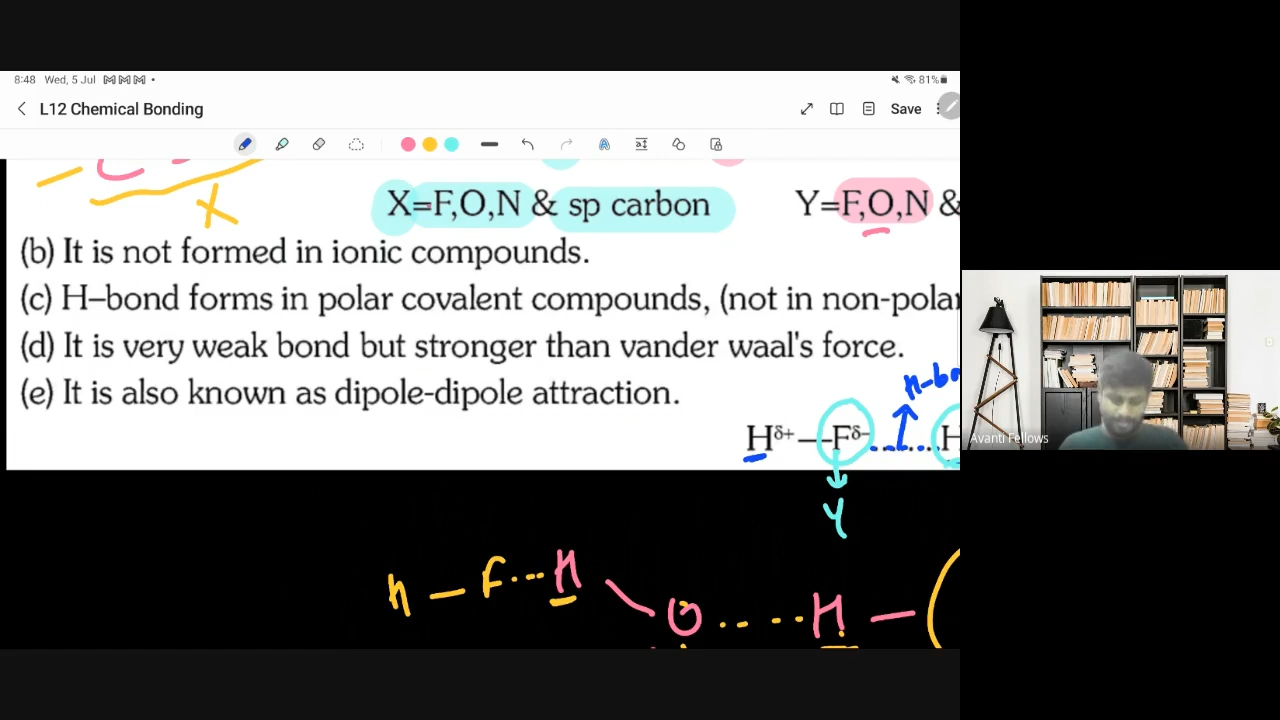 8:48 Wed, 5 Jul M M M • 81%
L12 Chemical Bonding Save
X
X=F,O,N & sp carbon Y=F,O,N &
(b) It is not formed in ionic compounds.
(c) H–bond forms in polar covalent compounds, (not in non-polar
(d) It is very weak bond but stronger than vander waal's force.
(e) It is also known as dipole-dipole attraction.
H-bo
Hδ+ — Fδ- ........ H
Avanti Fellows
Y
H — F ... H
O .... H —